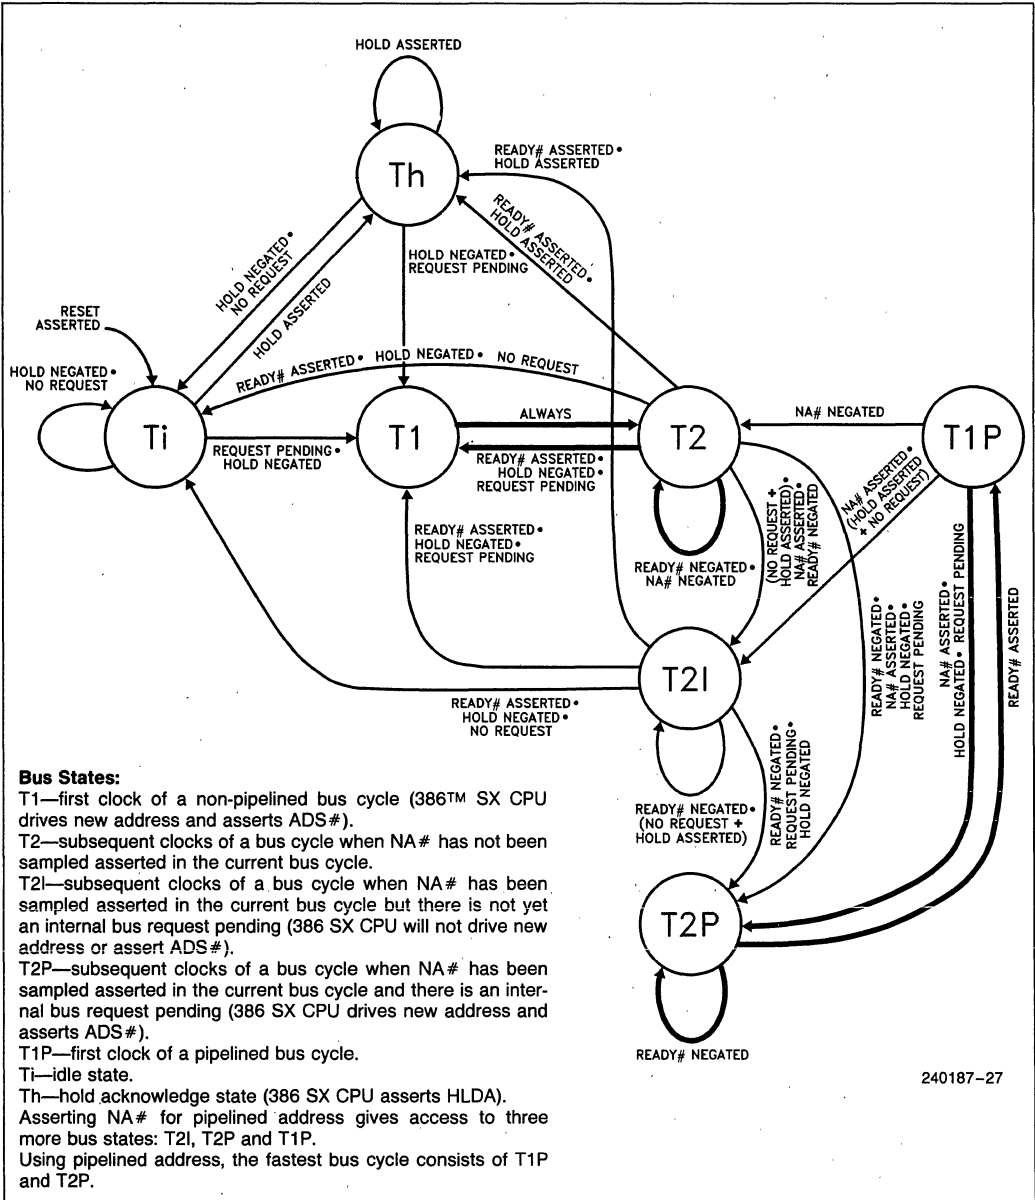 HOLD ASSERTED
Th
READY# ASSERTED•
HOLD ASSERTED
READY# ASSERTED•
HOLD ASSERTED
HOLD NEGATED•
NO REQUEST
HOLD ASSERTED
HOLD NEGATED•
REQUEST PENDING
RESET
ASSERTED
HOLD NEGATED•
NO REQUEST
READY# ASSERTED• HOLD NEGATED• NO REQUEST
Ti
REQUEST PENDING•
HOLD NEGATED
T1
ALWAYS
READY# ASSERTED•
HOLD NEGATED•
REQUEST PENDING
T2
NA# NEGATED
T1P
READY# ASSERTED•
HOLD NEGATED•
REQUEST PENDING
READY# NEGATED•
NA# NEGATED
(NO REQUEST +
HOLD ASSERTED)•
NA# ASSERTED•
READY# NEGATED
NA# ASSERTED•
(HOLD ASSERTED
+ NO REQUEST)
READY# NEGATED•
NA# ASSERTED•
HOLD NEGATED•
REQUEST PENDING
NA# ASSERTED•
HOLD NEGATED• REQUEST PENDING
READY# ASSERTED
T2I
READY# ASSERTED•
HOLD NEGATED•
NO REQUEST
READY# NEGATED•
(NO REQUEST +
HOLD ASSERTED)
READY# NEGATED•
REQUEST PENDING•
HOLD NEGATED
T2P
READY# NEGATED
Bus States:
T1—first clock of a non-pipelined bus cycle (386™ SX CPU
drives new address and asserts ADS#).
T2—subsequent clocks of a bus cycle when NA# has not been
sampled asserted in the current bus cycle.
T2I—subsequent clocks of a bus cycle when NA# has been
sampled asserted in the current bus cycle but there is not yet
an internal bus request pending (386 SX CPU will not drive new
address or assert ADS#).
T2P—subsequent clocks of a bus cycle when NA# has been
sampled asserted in the current bus cycle and there is an inter-
nal bus request pending (386 SX CPU drives new address and
asserts ADS#).
T1P—first clock of a pipelined bus cycle.
Ti—idle state.
Th—hold acknowledge state (386 SX CPU asserts HLDA).
Asserting NA# for pipelined address gives access to three
more bus states: T2I, T2P and T1P.
Using pipelined address, the fastest bus cycle consists of T1P
and T2P.
240187–27